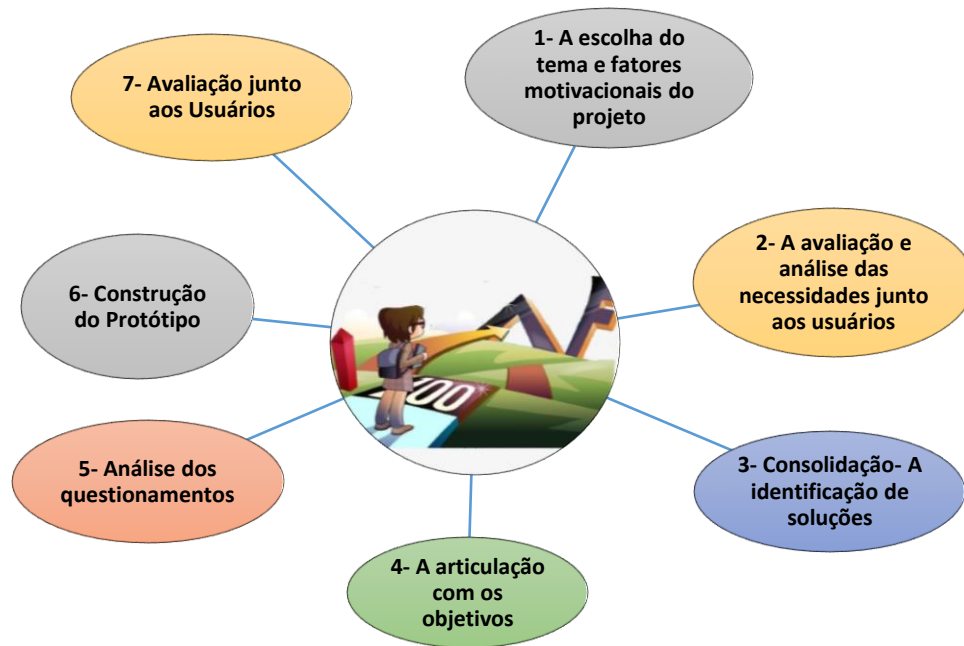 1- A escolha do
tema e fatores
motivacionais do
projeto
2- A avaliação e
análise das
necessidades junto
aos usuários
3- Consolidação- A
identificação de
soluções
4- A articulação
com os
objetivos
5- Análise dos
questionamentos
6- Construção
do Protótipo
7- Avaliação junto
aos Usuários